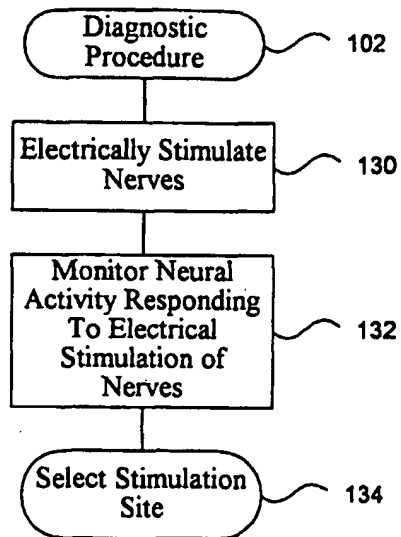 Diagnostic
Procedure
102
Electrically Stimulate
Nerves
130
Monitor Neural
Activity Responding
To Electrical
Stimulation of
Nerves
132
Select Stimulation
Site
134